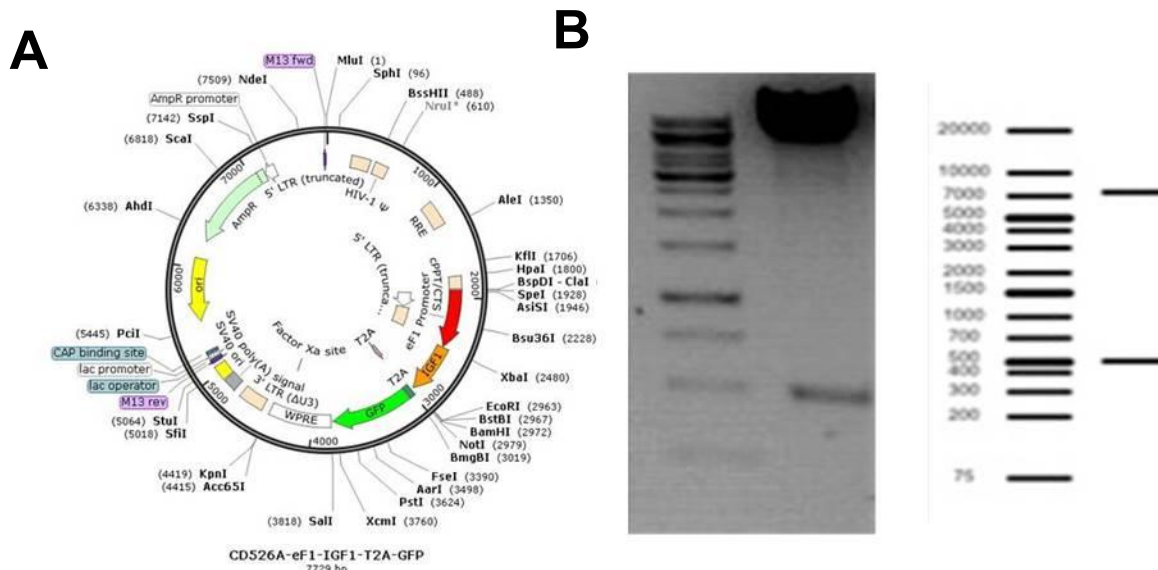 A
B
M13 fwd
MluI (1)
SphI (96)
(7509) NdeI
BssHII (488)
NruI* (610)
AmpR promoter
(7142) SspI
(6818) ScaI
(6338) AhdI
7000
1000
5' LTR (truncated)
HIV-1 Ψ
AmpR
RRE
AleI (1350)
5' LTR (trunca...
cPPT/CTS
KflI (1706)
HpaI (1800)
BspDI - ClaI
SpeI (1928)
AsiSI (1946)
2000
6000
ori
eF1 Promoter
Bsu36I (2228)
T2A
Factor Xa site
(5445) PciI
SV40 poly(A) signal
SV40 ori
3' LTR (ΔU3)
CAP binding site
lac promoter
lac operator
M13 rev
IGF1
T2A
XbaI (2480)
5000
3000
WPRE
GFP
4000
EcoRI (2963)
BstBI (2967)
BamHI (2972)
NotI (2979)
BmgBI (3019)
(5064) StuI
(5018) SfiI
(4419) KpnI
(4415) Acc65I
FseI (3390)
AarI (3498)
PstI (3624)
(3818) SalI
XcmI (3760)
CD526A-eF1-IGF1-T2A-GFP
7729 bp
20000
10000
7000
5000
4000
3000
2000
1500
1000
700
500
400
300
200
75